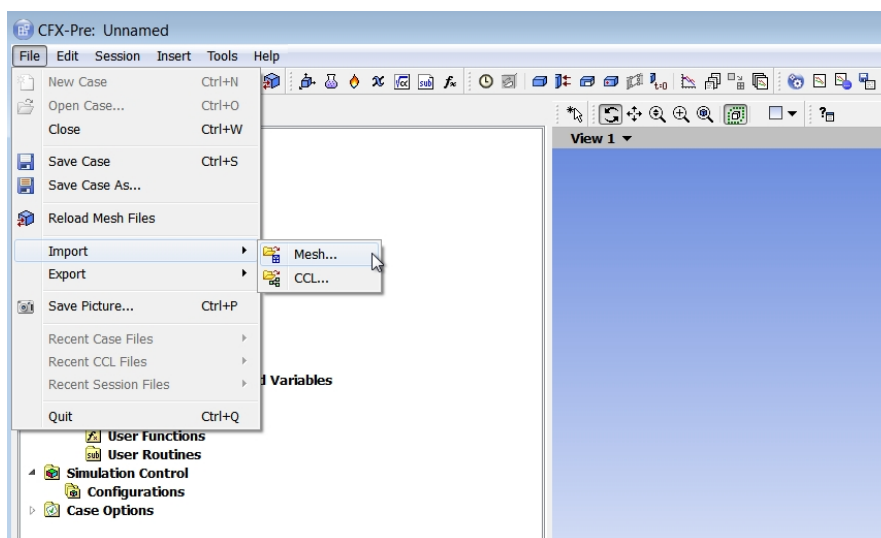 CFX-Pre: Unnamed
File Edit Session Insert Tools Help
New Case Ctrl+N
Open Case... Ctrl+O
Close Ctrl+W
Save Case Ctrl+S
Save Case As...
Reload Mesh Files
Import
Mesh...
CCL...
Export
Save Picture... Ctrl+P
Recent Case Files
Recent CCL Files
Recent Session Files
Quit Ctrl+Q
View 1
Variables
User Functions
User Routines
Simulation Control
Configurations
Case Options